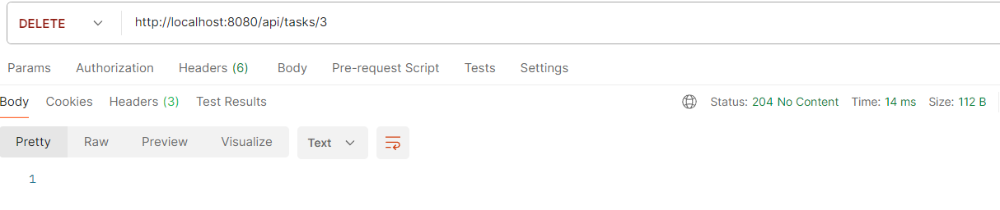 DELETE http://localhost:8080/api/tasks/3
Params Authorization Headers (6) Body Pre-request Script Tests Settings
Body Cookies Headers (3) Test Results Status: 204 No Content Time: 14 ms Size: 112 B
Pretty Raw Preview Visualize Text
1